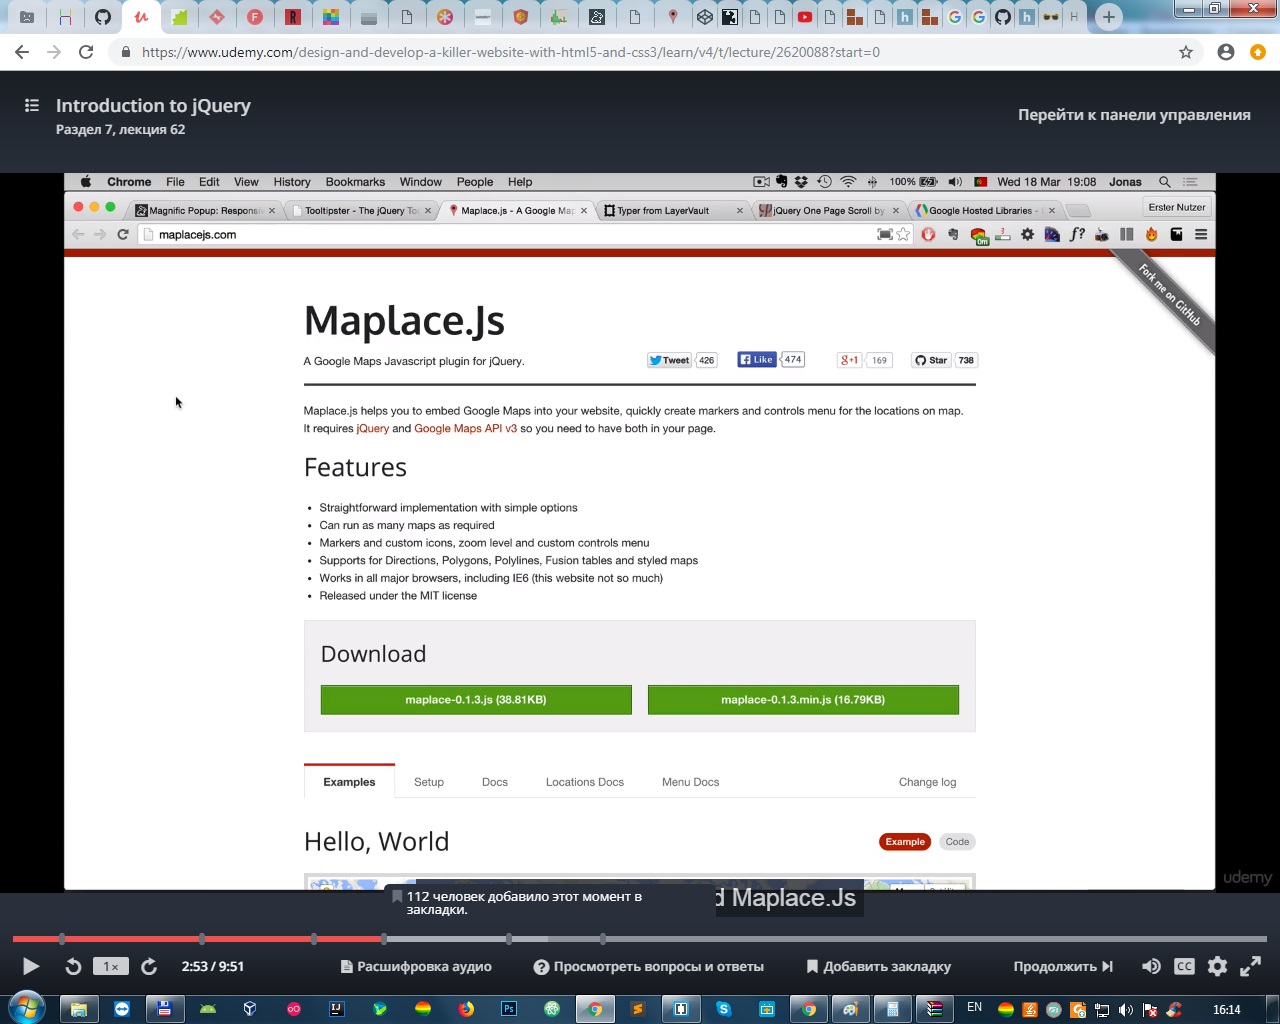 https://www.udemy.com/design-and-develop-a-killer-website-with-html5-and-css3/learn/v4/t/lecture/2620088?start=0
Introduction to jQuery
Раздел 7, лекция 62
Перейти к панели управления
Chrome File Edit View History Bookmarks Window People Help
100% Wed 18 Mar 19:08 Jonas
Magnific Popup: Responsi
Tooltipster - The jQuery To
Maplace.js - A Google Map
Typer from LayerVault
jQuery One Page Scroll by
Google Hosted Libraries -
Erster Nutzer
maplacejs.com
Fork me on GitHub
Maplace.Js
A Google Maps Javascript plugin for jQuery.
Tweet 426
Like 474
g+1 169
Star 738
Maplace.js helps you to embed Google Maps into your website, quickly create markers and controls menu for the locations on map.
It requires jQuery and Google Maps API v3 so you need to have both in your page.
Features
• Straightforward implementation with simple options
• Can run as many maps as required
• Markers and custom icons, zoom level and custom controls menu
• Supports for Directions, Polygons, Polylines, Fusion tables and styled maps
• Works in all major browsers, including IE6 (this website not so much)
• Released under the MIT license
Download
maplace-0.1.3.js (38.81KB)
maplace-0.1.3.min.js (16.79KB)
Examples Setup Docs Locations Docs Menu Docs Change log
Hello, World
Example Code
udemy
112 человек добавило этот момент в
закладки.
d Maplace.Js
1× 2:53 / 9:51
Расшифровка аудио
Просмотреть вопросы и ответы
Добавить закладку
Продолжить
CC
EN
16:14